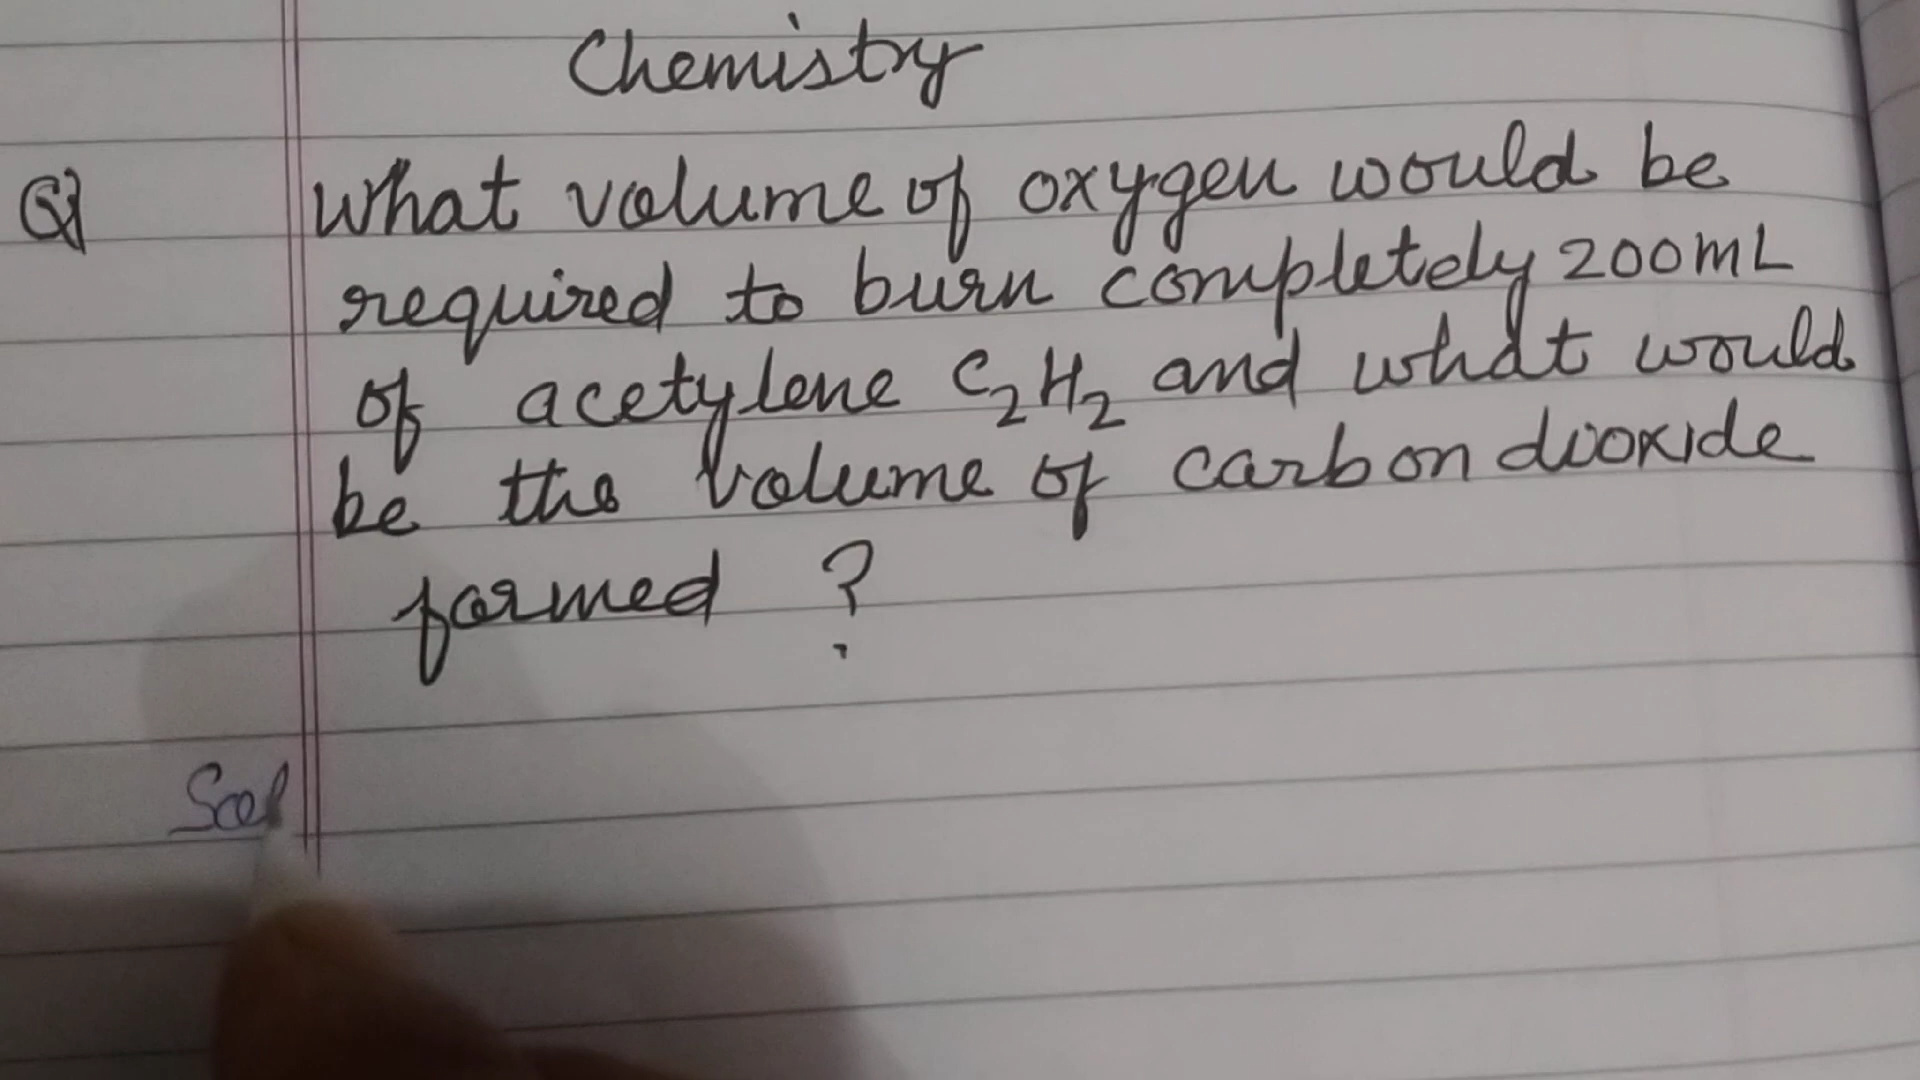 Chemistry
Q What volume of oxygen would be
required to burn completely 200mL
of acetylene C₂H₂ and what would
be the volume of carbon dioxide
formed ?
Sol